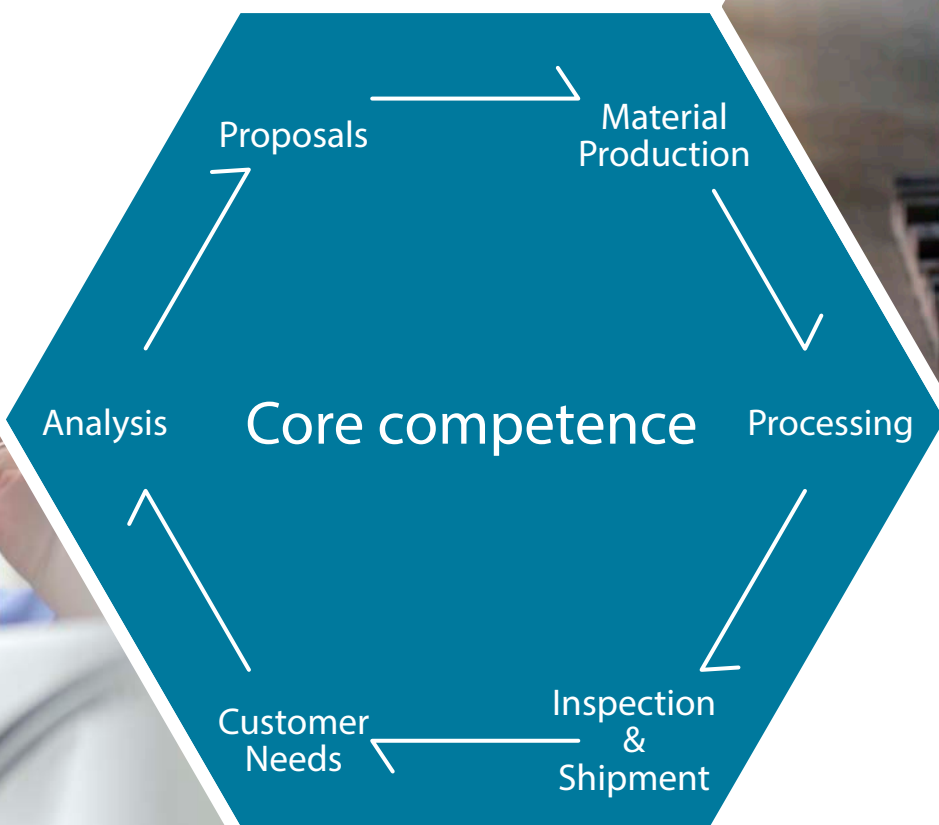 Proposals
Material
Production
Analysis
Core competence
Processing
Customer
Needs
Inspection
&
Shipment